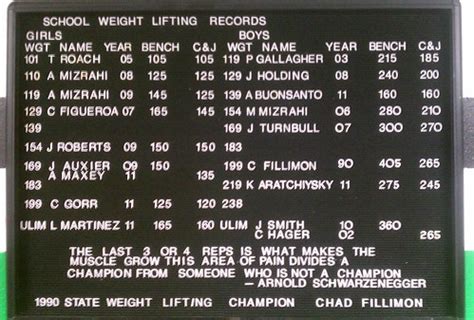 SCHOOL WEIGHT LIFTING RECORDS
GIRLS BOYS
WGT NAME YEAR BENCH C&J WGT NAME YEAR BENCH C&J
101 T ROACH 05 105 105 119 P GALLAGHER 03 215 185
110 A MIZRAHI 08 125 125 129 J HOLDING 08 240 200
119 A MIZRAHI 08 145 125 139 A BUONSANTO 11 160 160
129 C FIGUEROA 07 165 145 154 M MIZRAHI 06 280 240
139 169 J TURNBULL 07 300 250
154 J ROBERTS 09 150 150 183
169 J AUXIER 09 150 199 C FILLIMON 90 405 265
A MAXEY 11 135
183 219 K ARATCHIYSKY 11 275 245
199 C GORR 11 125 120 238
ULIM L MARTINEZ 11 165 160 ULIM J SMITH 10 360
C HAGER 02 265
THE LAST 3 OR 4 REPS IS WHAT MAKES THE
MUSCLE GROW THIS AREA OF PAIN DIVIDES A
CHAMPION FROM SOMEONE WHO IS NOT A CHAMPION
— ARNOLD SCHWARZENEGGER
1990 STATE WEIGHT LIFTING CHAMPION CHAD FILLIMON